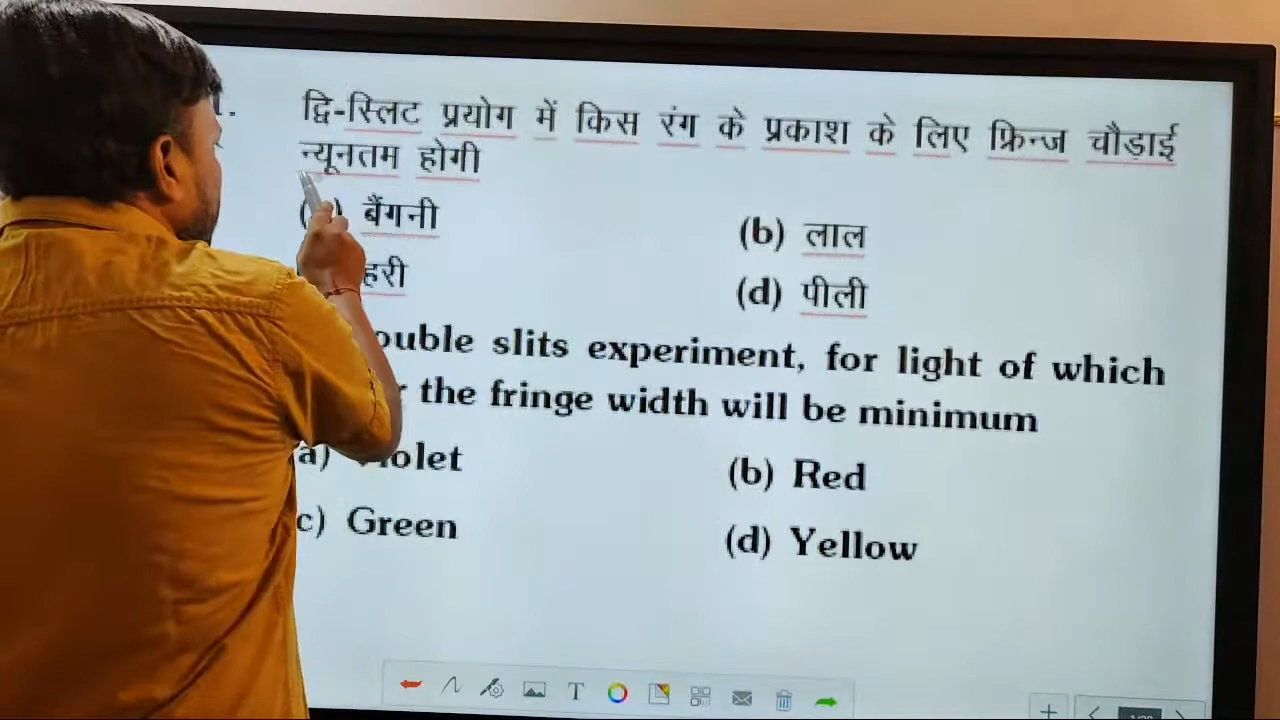 द्वि-स्लिट प्रयोग में किस रंग के प्रकाश के लिए फ्रिन्ज चौड़ाई
न्यूनतम होगी
बैंगनी (b) लाल
हरी (d) पीली
slits experiment, for light of which
the fringe width will be minimum
(b) Red
c) Green (d) Yellow
T